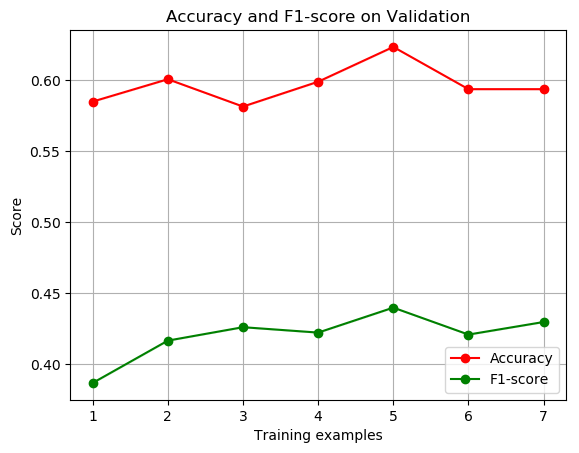 Accuracy and F1-score on Validation
Score
0.60
0.55
0.50
0.45
0.40
Accuracy
F1-score
1 2 3 4 5 6 7
Training examples